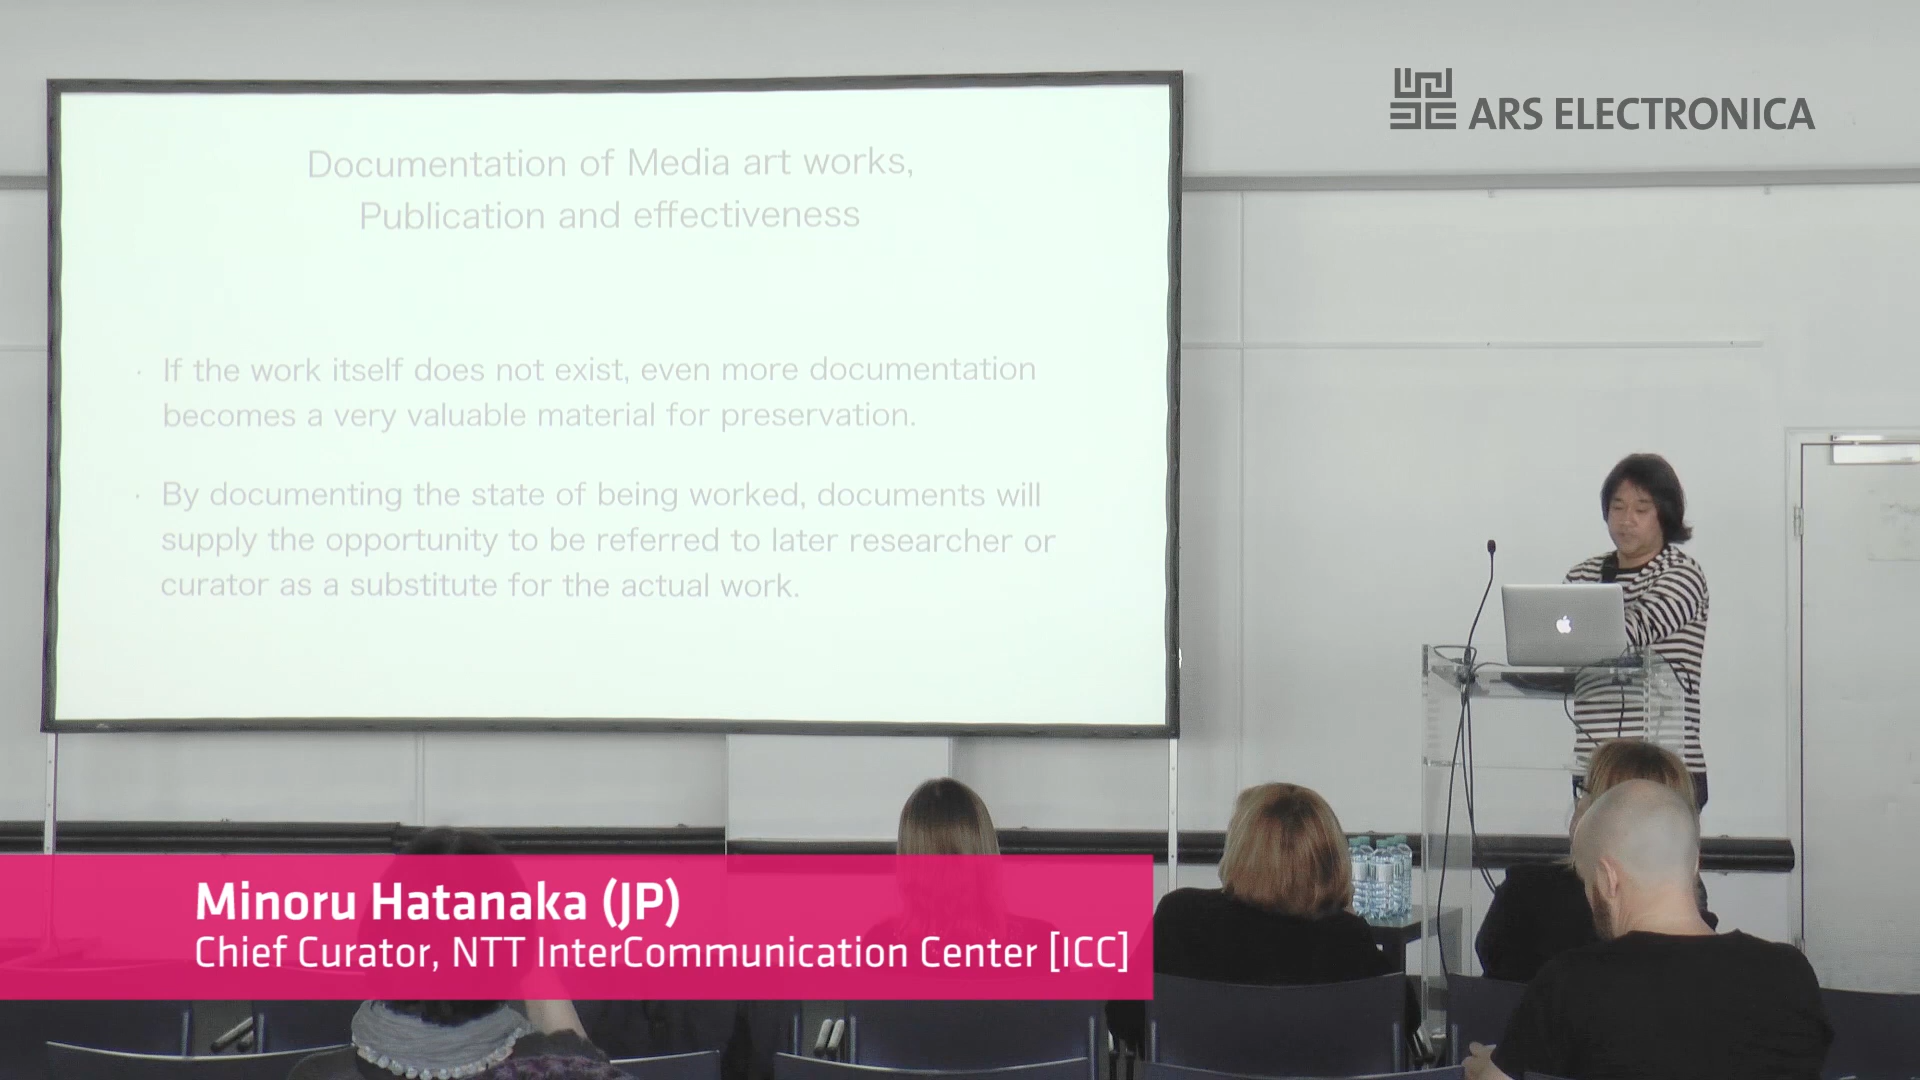 ARS ELECTRONICA
Documentation of Media art works,
Publication and effectiveness
· If the work itself does not exist, even more documentation
becomes a very valuable material for preservation.
· By documenting the state of being worked, documents will
supply the opportunity to be referred to later researcher or
curator as a substitute for the actual work.
Minoru Hatanaka (JP)
Chief Curator, NTT InterCommunication Center [ICC]